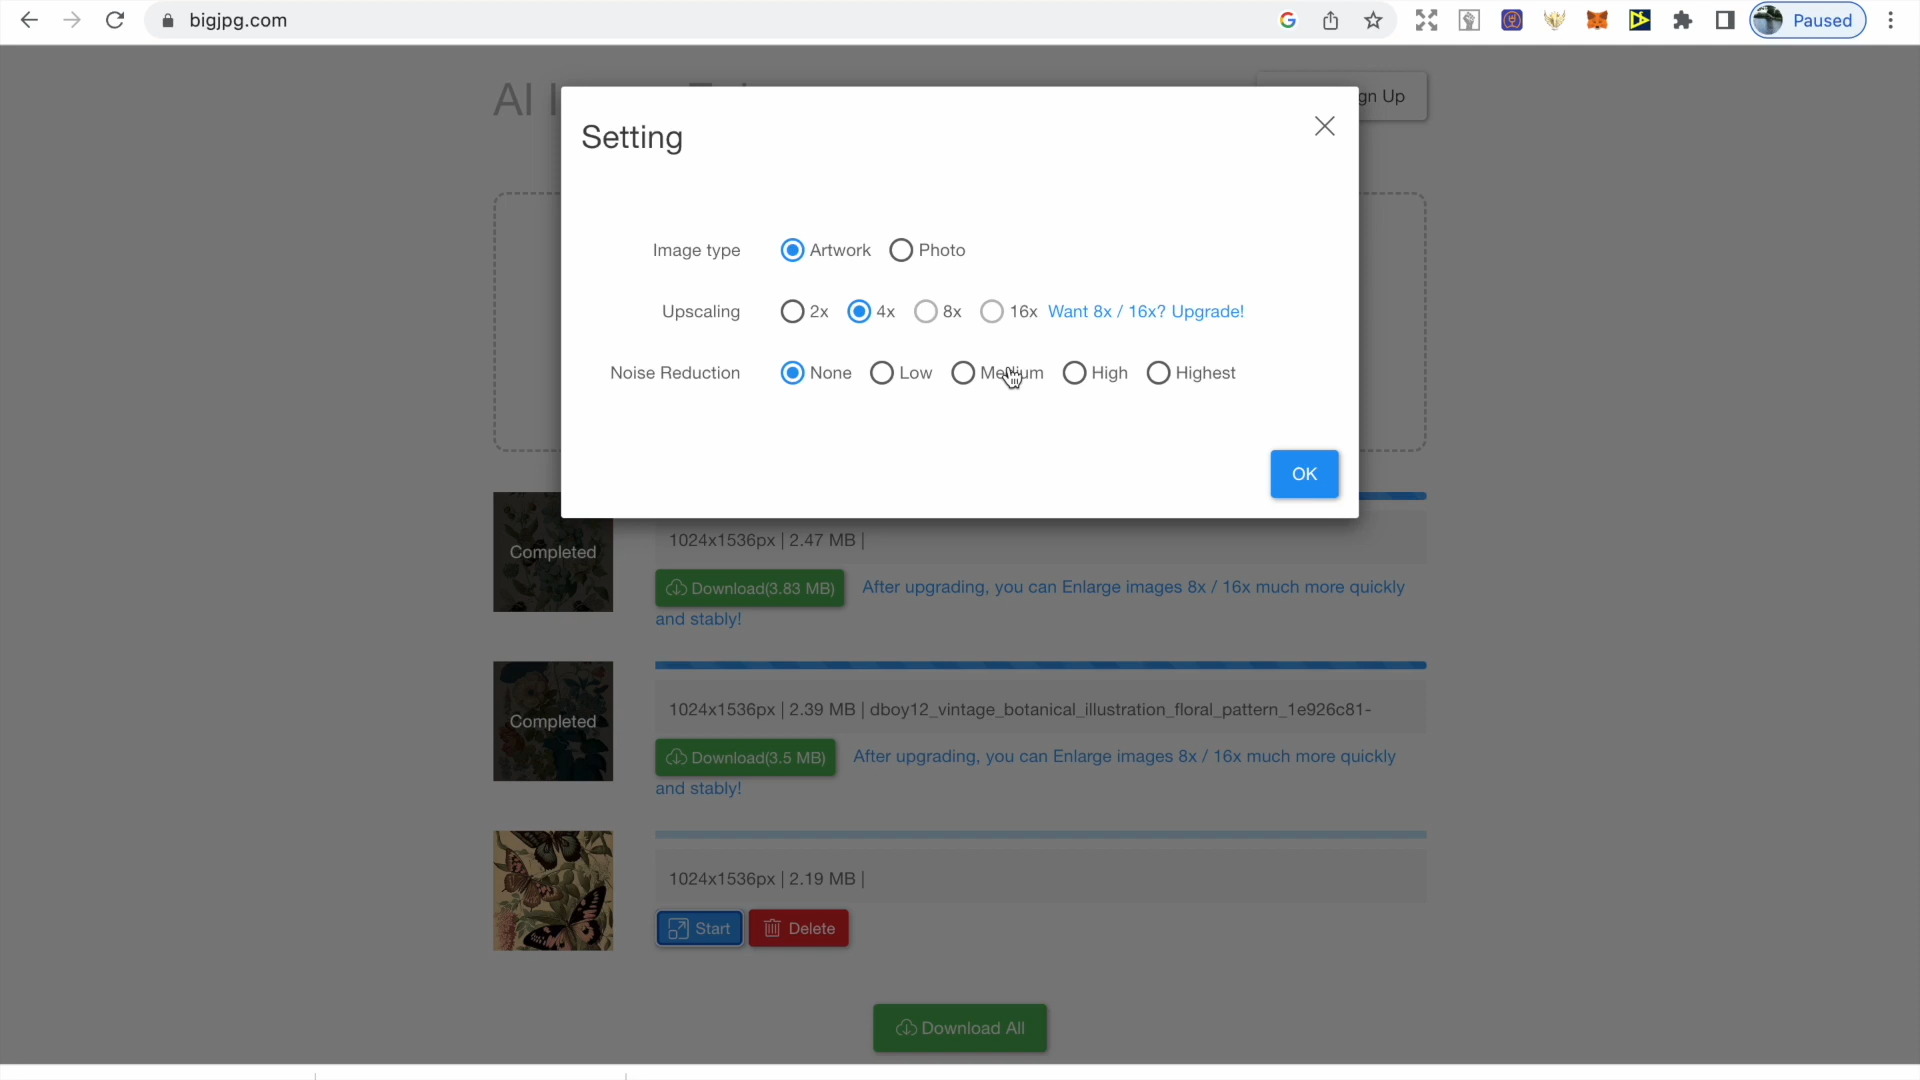 bigjpg.com
Paused
AI
gn Up
Setting
Image type Artwork Photo
Upscaling 2x 4x 8x 16x Want 8x / 16x? Upgrade!
Noise Reduction None Low Medium High Highest
OK
Completed
1024x1536px | 2.47 MB |
Download(3.83 MB) After upgrading, you can Enlarge images 8x / 16x much more quickly
and stably!
Completed
1024x1536px | 2.39 MB | dboy12_vintage_botanical_illustration_floral_pattern_1e926c81-
Download(3.5 MB) After upgrading, you can Enlarge images 8x / 16x much more quickly
and stably!
1024x1536px | 2.19 MB |
Start Delete
Download All